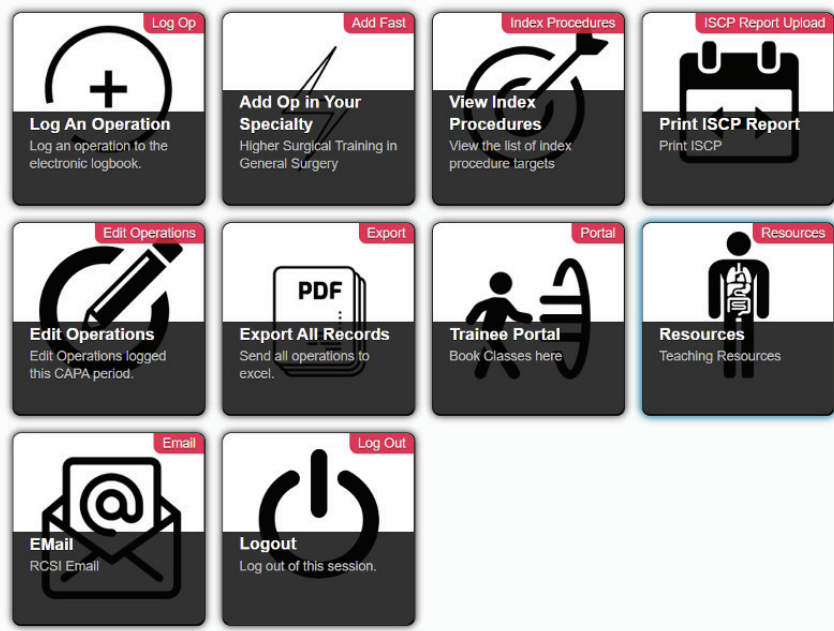 Log Op
Log An Operation
Log an operation to the
electronic logbook.
Add Fast
Add Op in Your
Specialty
Higher Surgical Training in
General Surgery
Index Procedures
View Index
Procedures
View the list of index
procedure targets
ISCP Report Upload
Print ISCP Report
Print ISCP
Edit Operations
Edit Operations
Edit Operations logged
this CAPA period.
Export
PDF
Export All Records
Send all operations to
excel.
Portal
Trainee Portal
Book Classes here
Resources
Resources
Teaching Resources
Email
@
EMail
RCSI Email
Log Out
Logout
Log out of this session.